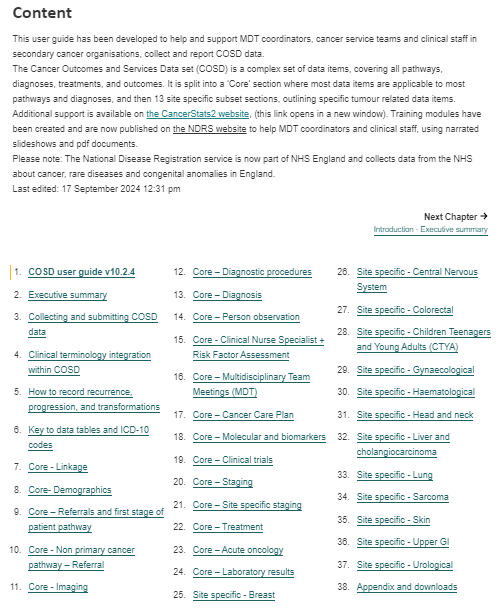 Content
This user guide has been developed to help and support MDT coordinators, cancer service teams and clinical staff in
secondary cancer organisations, collect and report COSD data.
The Cancer Outcomes and Services Data set (COSD) is a complex set of data items, covering all pathways,
diagnoses, treatments, and outcomes. It is split into a 'Core' section where most data items are applicable to most
pathways and diagnoses, and then 13 site specific subset sections, outlining specific tumour related data items.
Additional support is available on the CancerStats2 website, (this link opens in a new window). Training modules have
been created and are now published on the NDRS website to help MDT coordinators and clinical staff, using narrated
slideshows and pdf documents.
Please note: The National Disease Registration service is now part of NHS England and collects data from the NHS
about cancer, rare diseases and congenital anomalies in England.
Last edited: 17 September 2024 12:31 pm
Next Chapter →
Introduction - Executive summary
1. COSD user guide v10.2.4
2. Executive summary
3. Collecting and submitting COSD
data
4. Clinical terminology integration
within COSD
5. How to record recurrence,
progression, and transformations
6. Key to data tables and ICD-10
codes
7. Core - Linkage
8. Core- Demographics
9. Core – Referrals and first stage of
patient pathway
10. Core - Non primary cancer
pathway – Referral
11. Core - Imaging
12. Core – Diagnostic procedures
13. Core – Diagnosis
14. Core – Person observation
15. Core - Clinical Nurse Specialist +
Risk Factor Assessment
16. Core – Multidisciplinary Team
Meetings (MDT)
17. Core – Cancer Care Plan
18. Core – Molecular and biomarkers
19. Core – Clinical trials
20. Core – Staging
21. Core – Site specific staging
22. Core – Treatment
23. Core – Acute oncology
24. Core – Laboratory results
25. Site specific - Breast
26. Site specific - Central Nervous
System
27. Site specific - Colorectal
28. Site specific - Children Teenagers
and Young Adults (CTYA)
29. Site specific - Gynaecological
30. Site specific - Haematological
31. Site specific - Head and neck
32. Site specific - Liver and
cholangiocarcinoma
33. Site specific - Lung
34. Site specific - Sarcoma
35. Site specific - Skin
36. Site specific - Upper GI
37. Site specific - Urological
38. Appendix and downloads